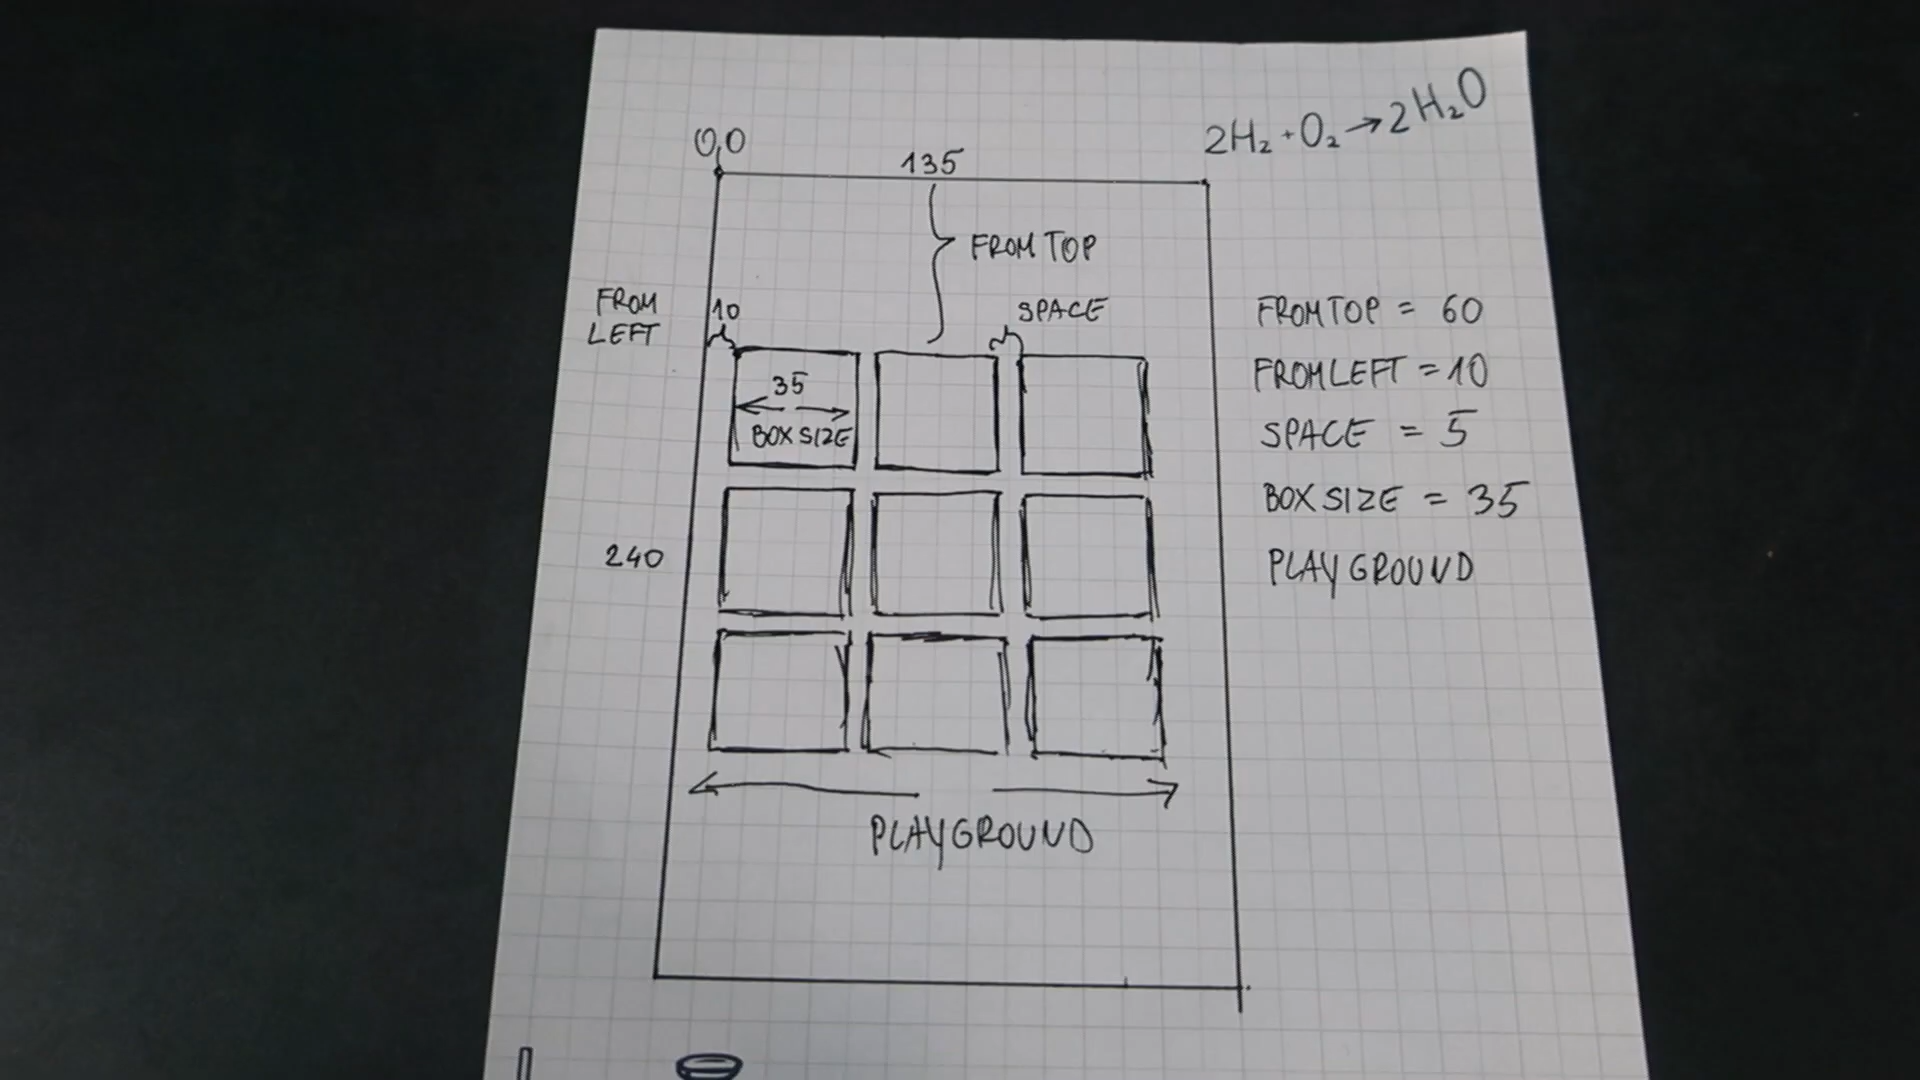 2H₂ + O₂ → 2H₂O
0,0
135
FROM TOP
FROM
LEFT
10
SPACE
35
BOX SIZE
240
PLAYGROUND
FROMTOP = 60
FROMLEFT = 10
SPACE = 5
BOX SIZE = 35
PLAYGROUND